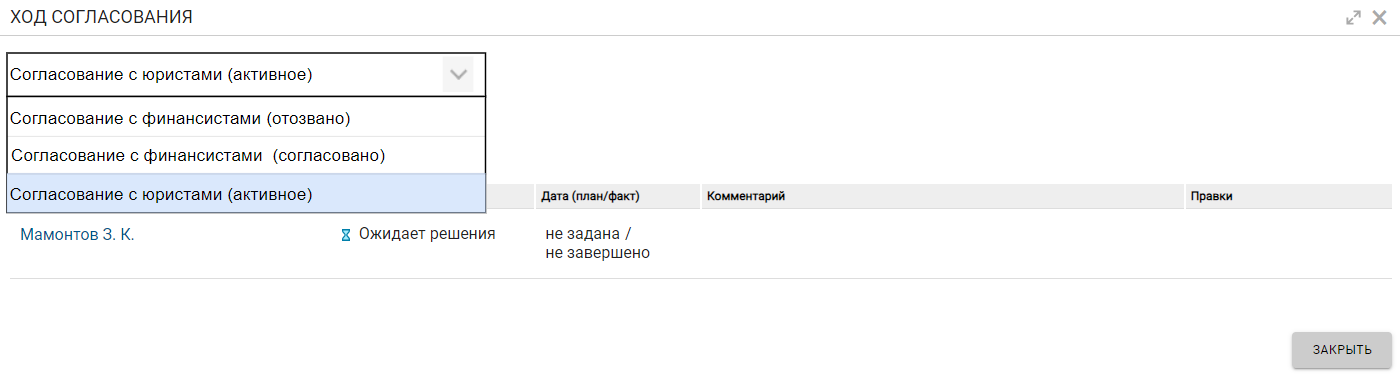 ХОД СОГЛАСОВАНИЯ
Согласование с юристами (активное)
Согласование с финансистами (отозвано)
Согласование с финансистами (согласовано)
Согласование с юристами (активное)
Дата (план/факт) Комментарий Правки
Мамонтов З. К. Ожидает решения не задана /
не завершено
ЗАКРЫТЬ